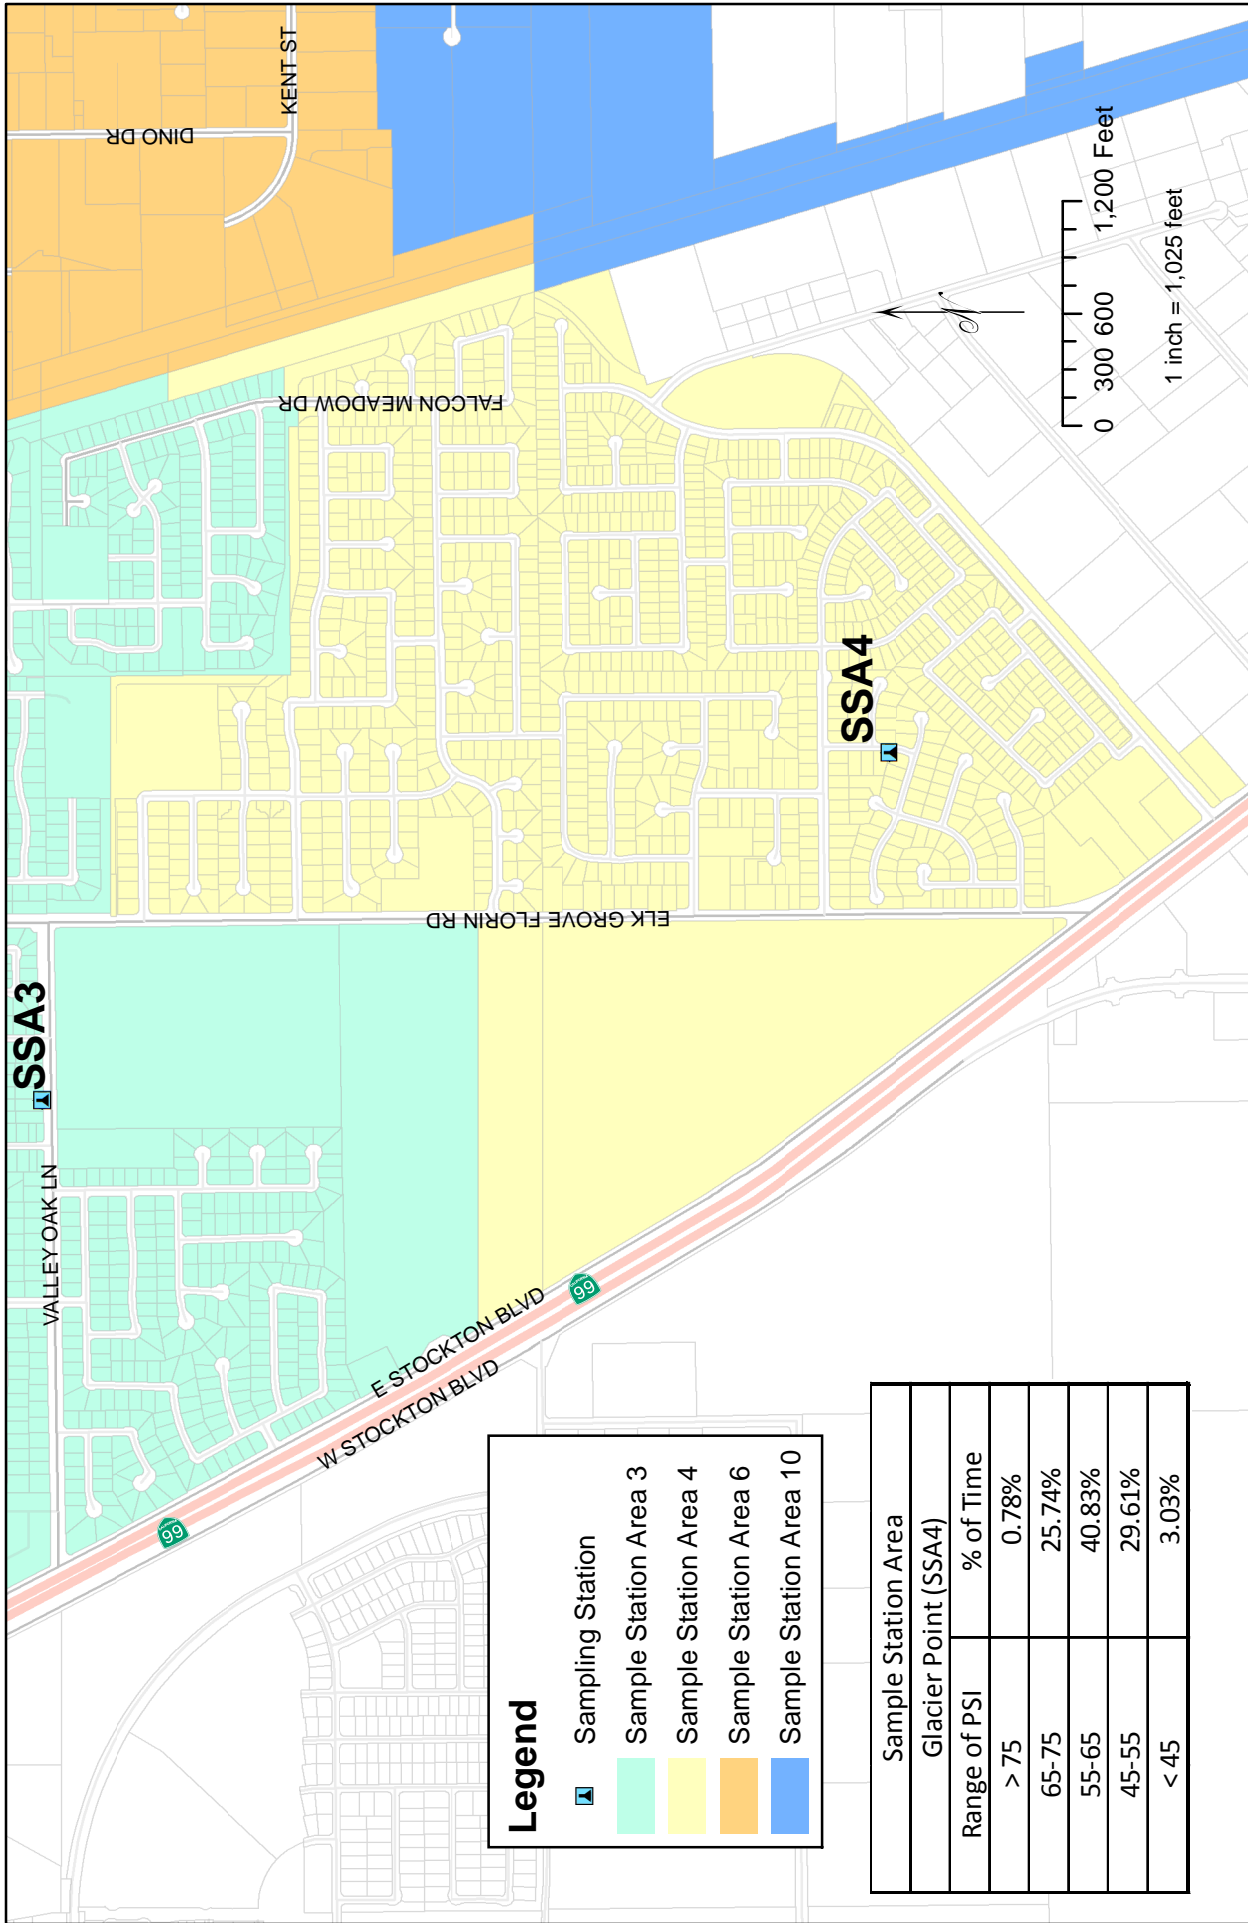 SSA3
VALLEY OAK LN
ELK GROVE FLORIN RD
FALCON MEADOW DR
DINO DR
KENT ST
SSA4
E STOCKTON BLVD
W STOCKTON BLVD
CALIFORNIA
99
CALIFORNIA
99
Legend
Sampling Station
Sample Station Area 3
Sample Station Area 4
Sample Station Area 6
Sample Station Area 10
Sample Station Area
Glacier Point (SSA4)
Range of PSI % of Time
> 75 0.78%
65-75 25.74%
55-65 40.83%
45-55 29.61%
< 45 3.03%
N
0 300 600 1,200 Feet
1 inch = 1,025 feet